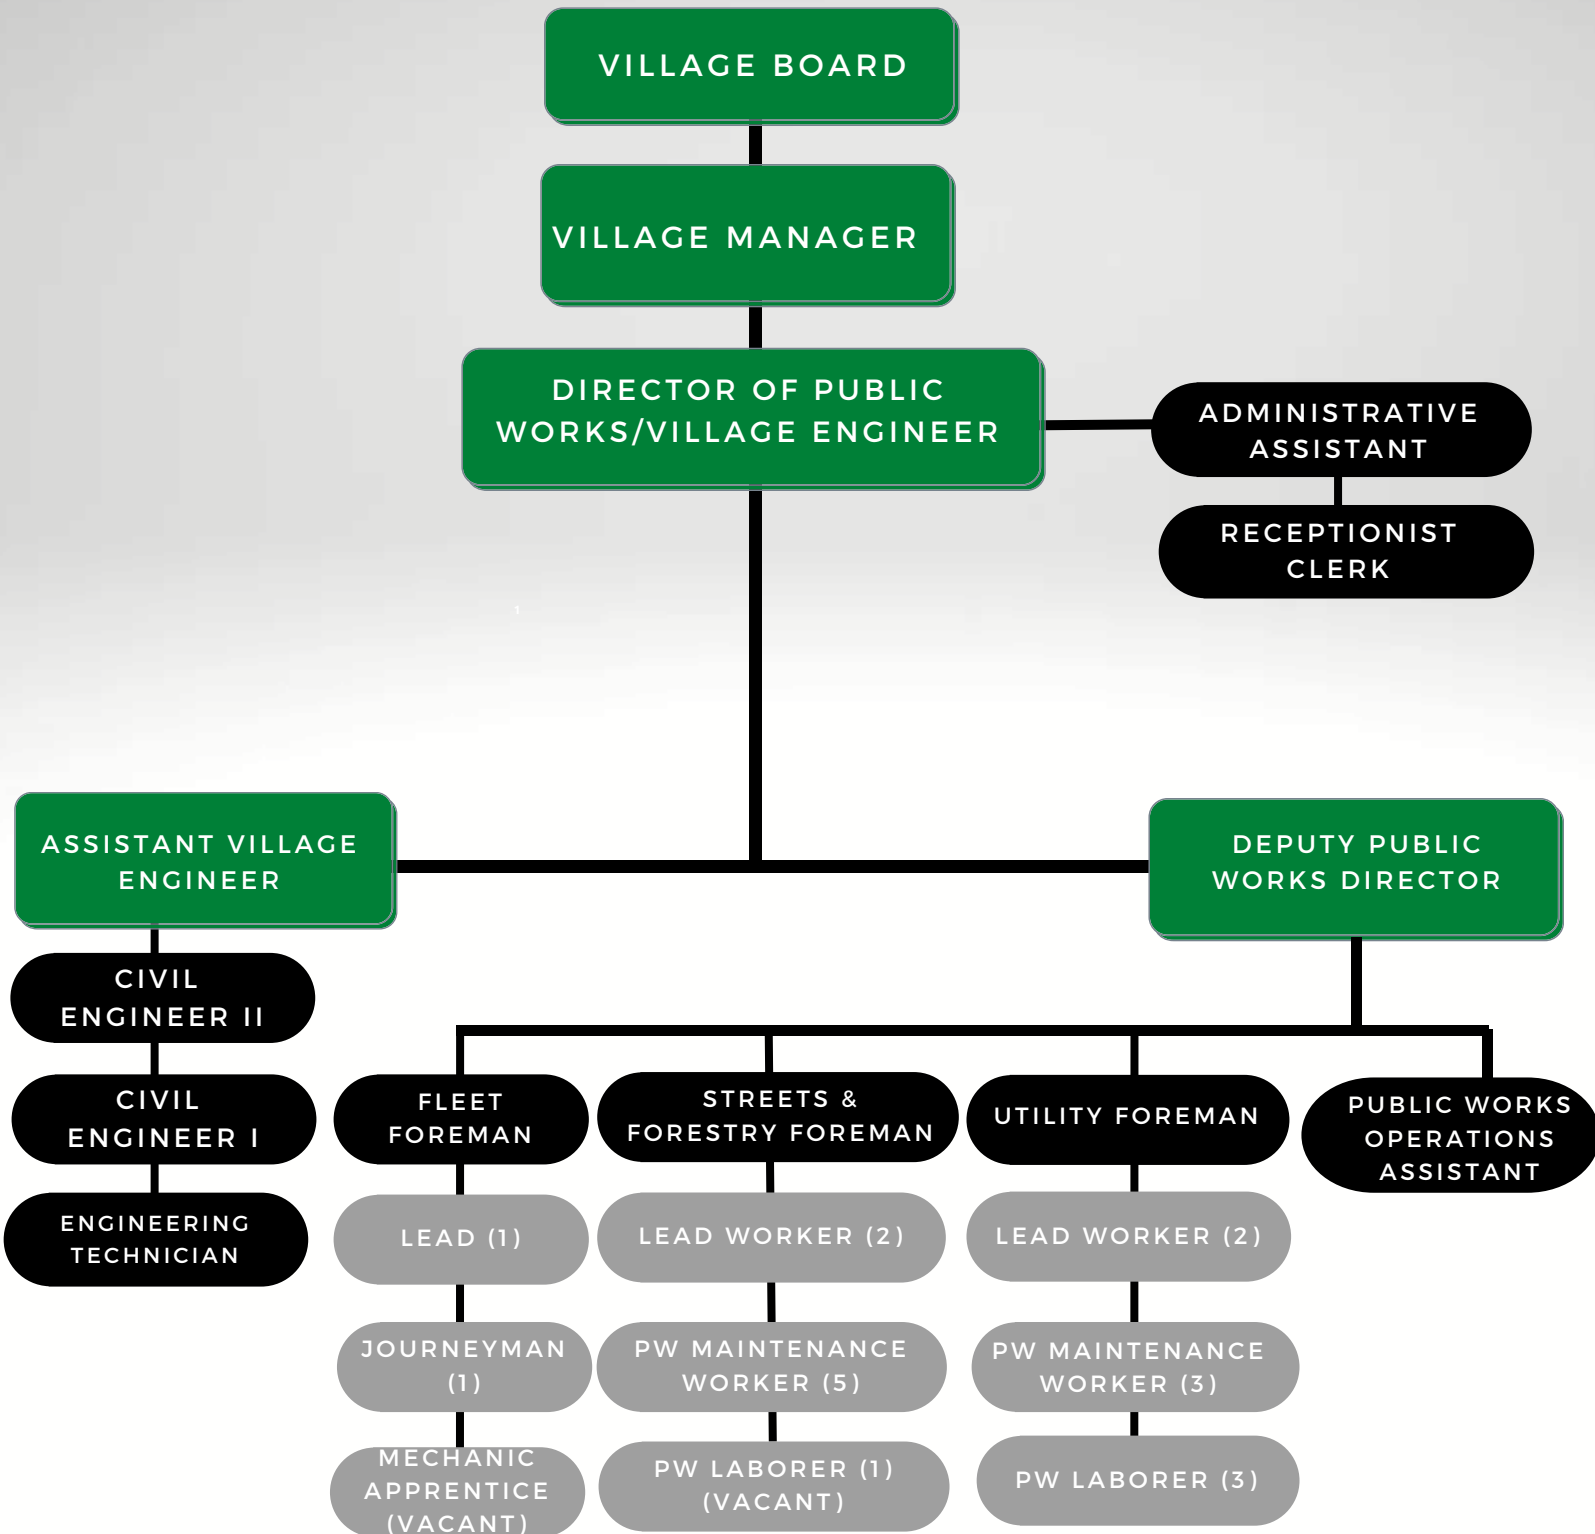 VILLAGE BOARD
VILLAGE MANAGER
DIRECTOR OF PUBLIC
WORKS/VILLAGE ENGINEER
ADMINISTRATIVE
ASSISTANT
RECEPTIONIST
CLERK
1
ASSISTANT VILLAGE
ENGINEER
DEPUTY PUBLIC
WORKS DIRECTOR
CIVIL
ENGINEER II
CIVIL
ENGINEER I
ENGINEERING
TECHNICIAN
FLEET
FOREMAN
LEAD (1)
JOURNEYMAN
(1)
MECHANIC
APPRENTICE
(VACANT)
STREETS &
FORESTRY FOREMAN
LEAD WORKER (2)
PW MAINTENANCE
WORKER (5)
PW LABORER (1)
(VACANT)
UTILITY FOREMAN
LEAD WORKER (2)
PW MAINTENANCE
WORKER (3)
PW LABORER (3)
PUBLIC WORKS
OPERATIONS
ASSISTANT